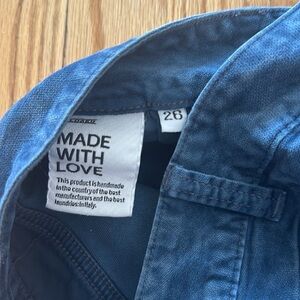 26
MADE
WITH
LOVE
This product is handmade
in the country of the best
manufacturers and the best
laundries in Italy.